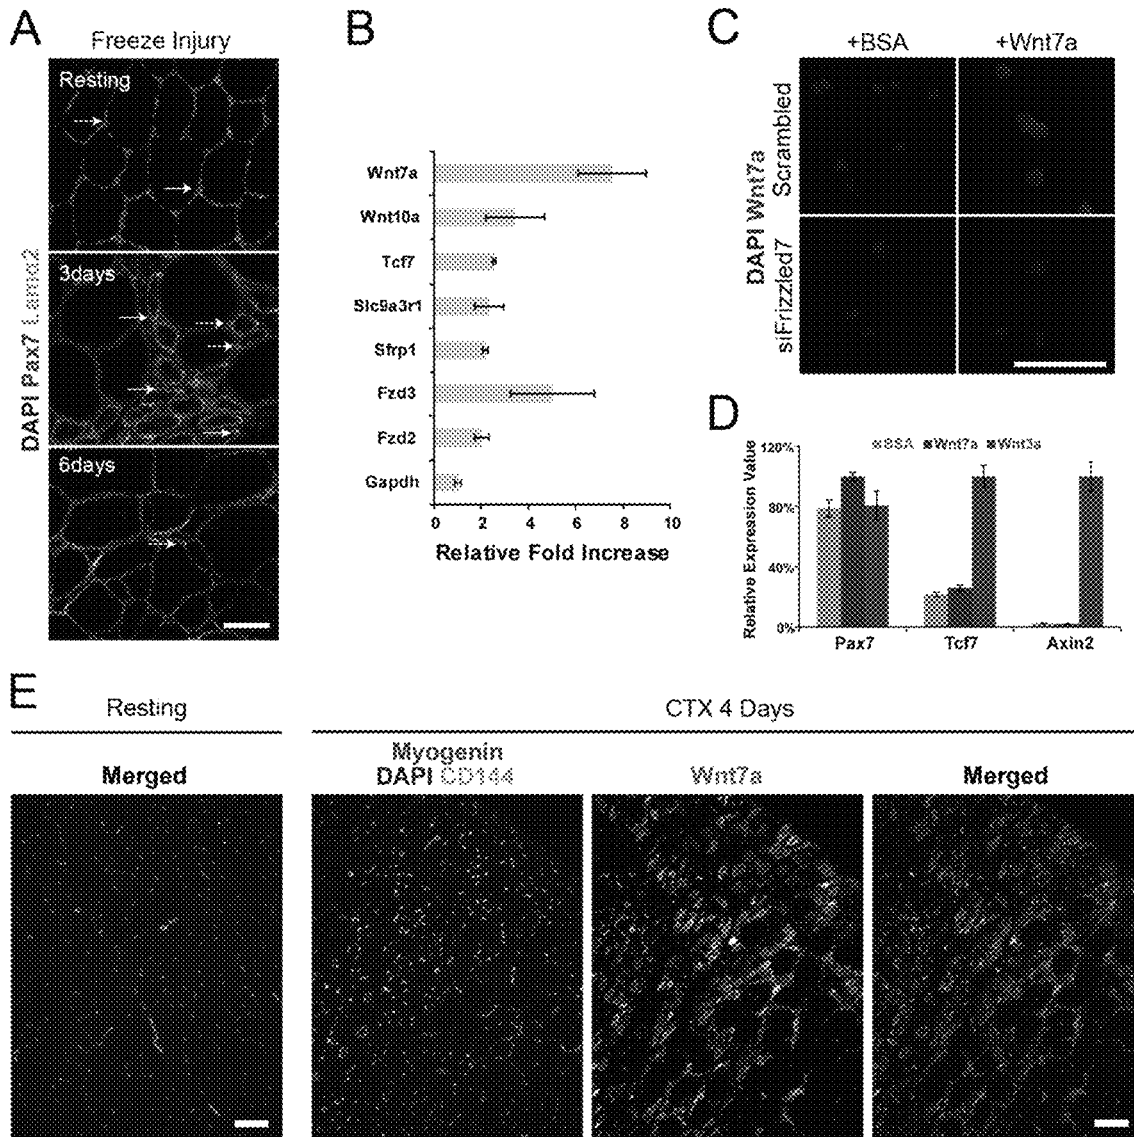 A
Freeze Injury
Resting
3days
6days
DAPI Pax7 Lama2
B
Wnt7a
Wnt10a
Tcf7
Slc9a3r1
Sfrp1
Fzd3
Fzd2
Gapdh
0 2 4 6 8 10
Relative Fold Increase
C
+BSA +Wnt7a
DAPI Wnt7a
Scrambled
siFrizzled7
D
BSA Wnt7a Wnt3a
Relative Expression Value
120%
80%
40%
0%
Pax7 Tcf7 Axin2
E
Resting
CTX 4 Days
Merged
Myogenin
DAPI CD144
Wnt7a
Merged